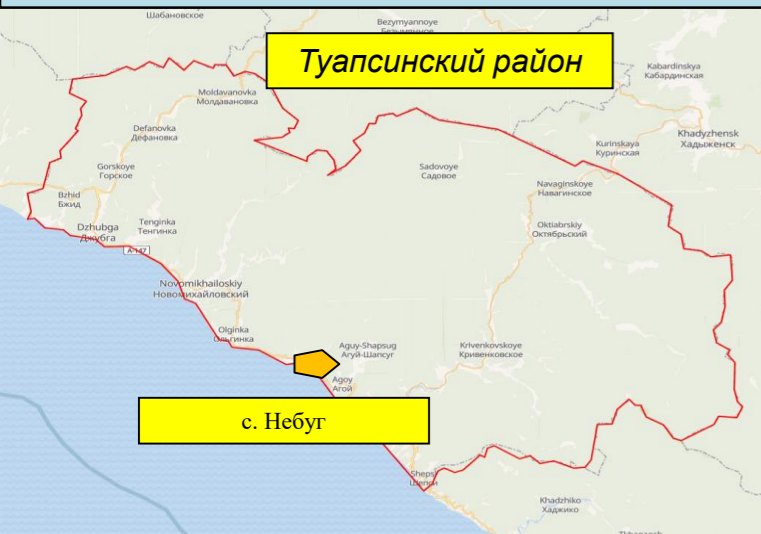 Шабановское
Bezymyannoye
Туапсинский район
Kabardinskya
Кабардинская
Moldavanovka
Молдавановка
Defanovka
Дефановка
Khadyzhensk
Хадыженск
Kurinskaya
Куринская
Gorskoye
Горское
Sadovoye
Садовое
Navaginskoye
Навагинское
Bzhid
Бжид
Tenginka
Тенгинка
Oktiabrskiy
Октябрьский
Dzhubga
Джубга
A-147
Novomikhailoskiy
Новомихайловский
Olginka
Ольгинка
Aguy-Shapsug
Агуй-Шапсуг
Krivenkovskoye
Кривенковское
Agoy
Агой
с. Небуг
Shepsi
Шепси
Khadzhiko
Хаджико